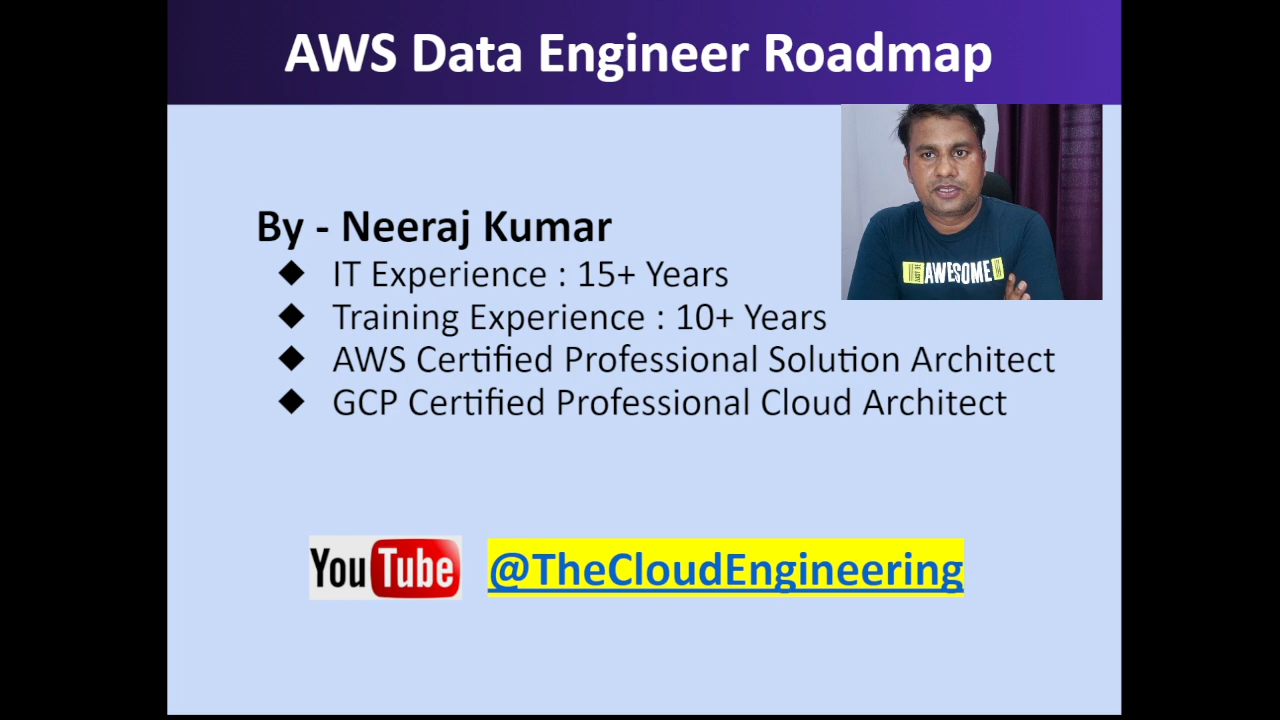 AWS Data Engineer Roadmap
By - Neeraj Kumar
◆ IT Experience : 15+ Years
◆ Training Experience : 10+ Years
◆ AWS Certified Professional Solution Architect
◆ GCP Certified Professional Cloud Architect
AWESOME
YouTube @TheCloudEngineering